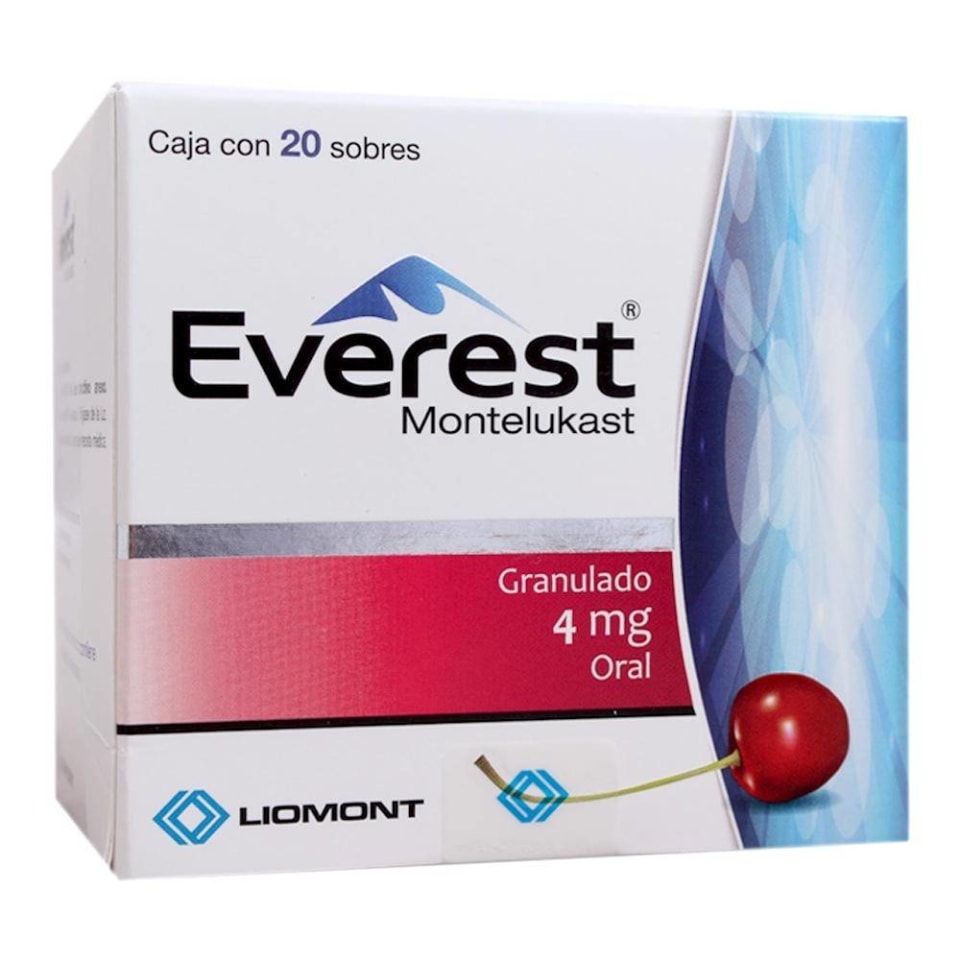 Caja con 20 sobres
Everest®
Montelukast
Granulado
4 mg
Oral
LIOMONT